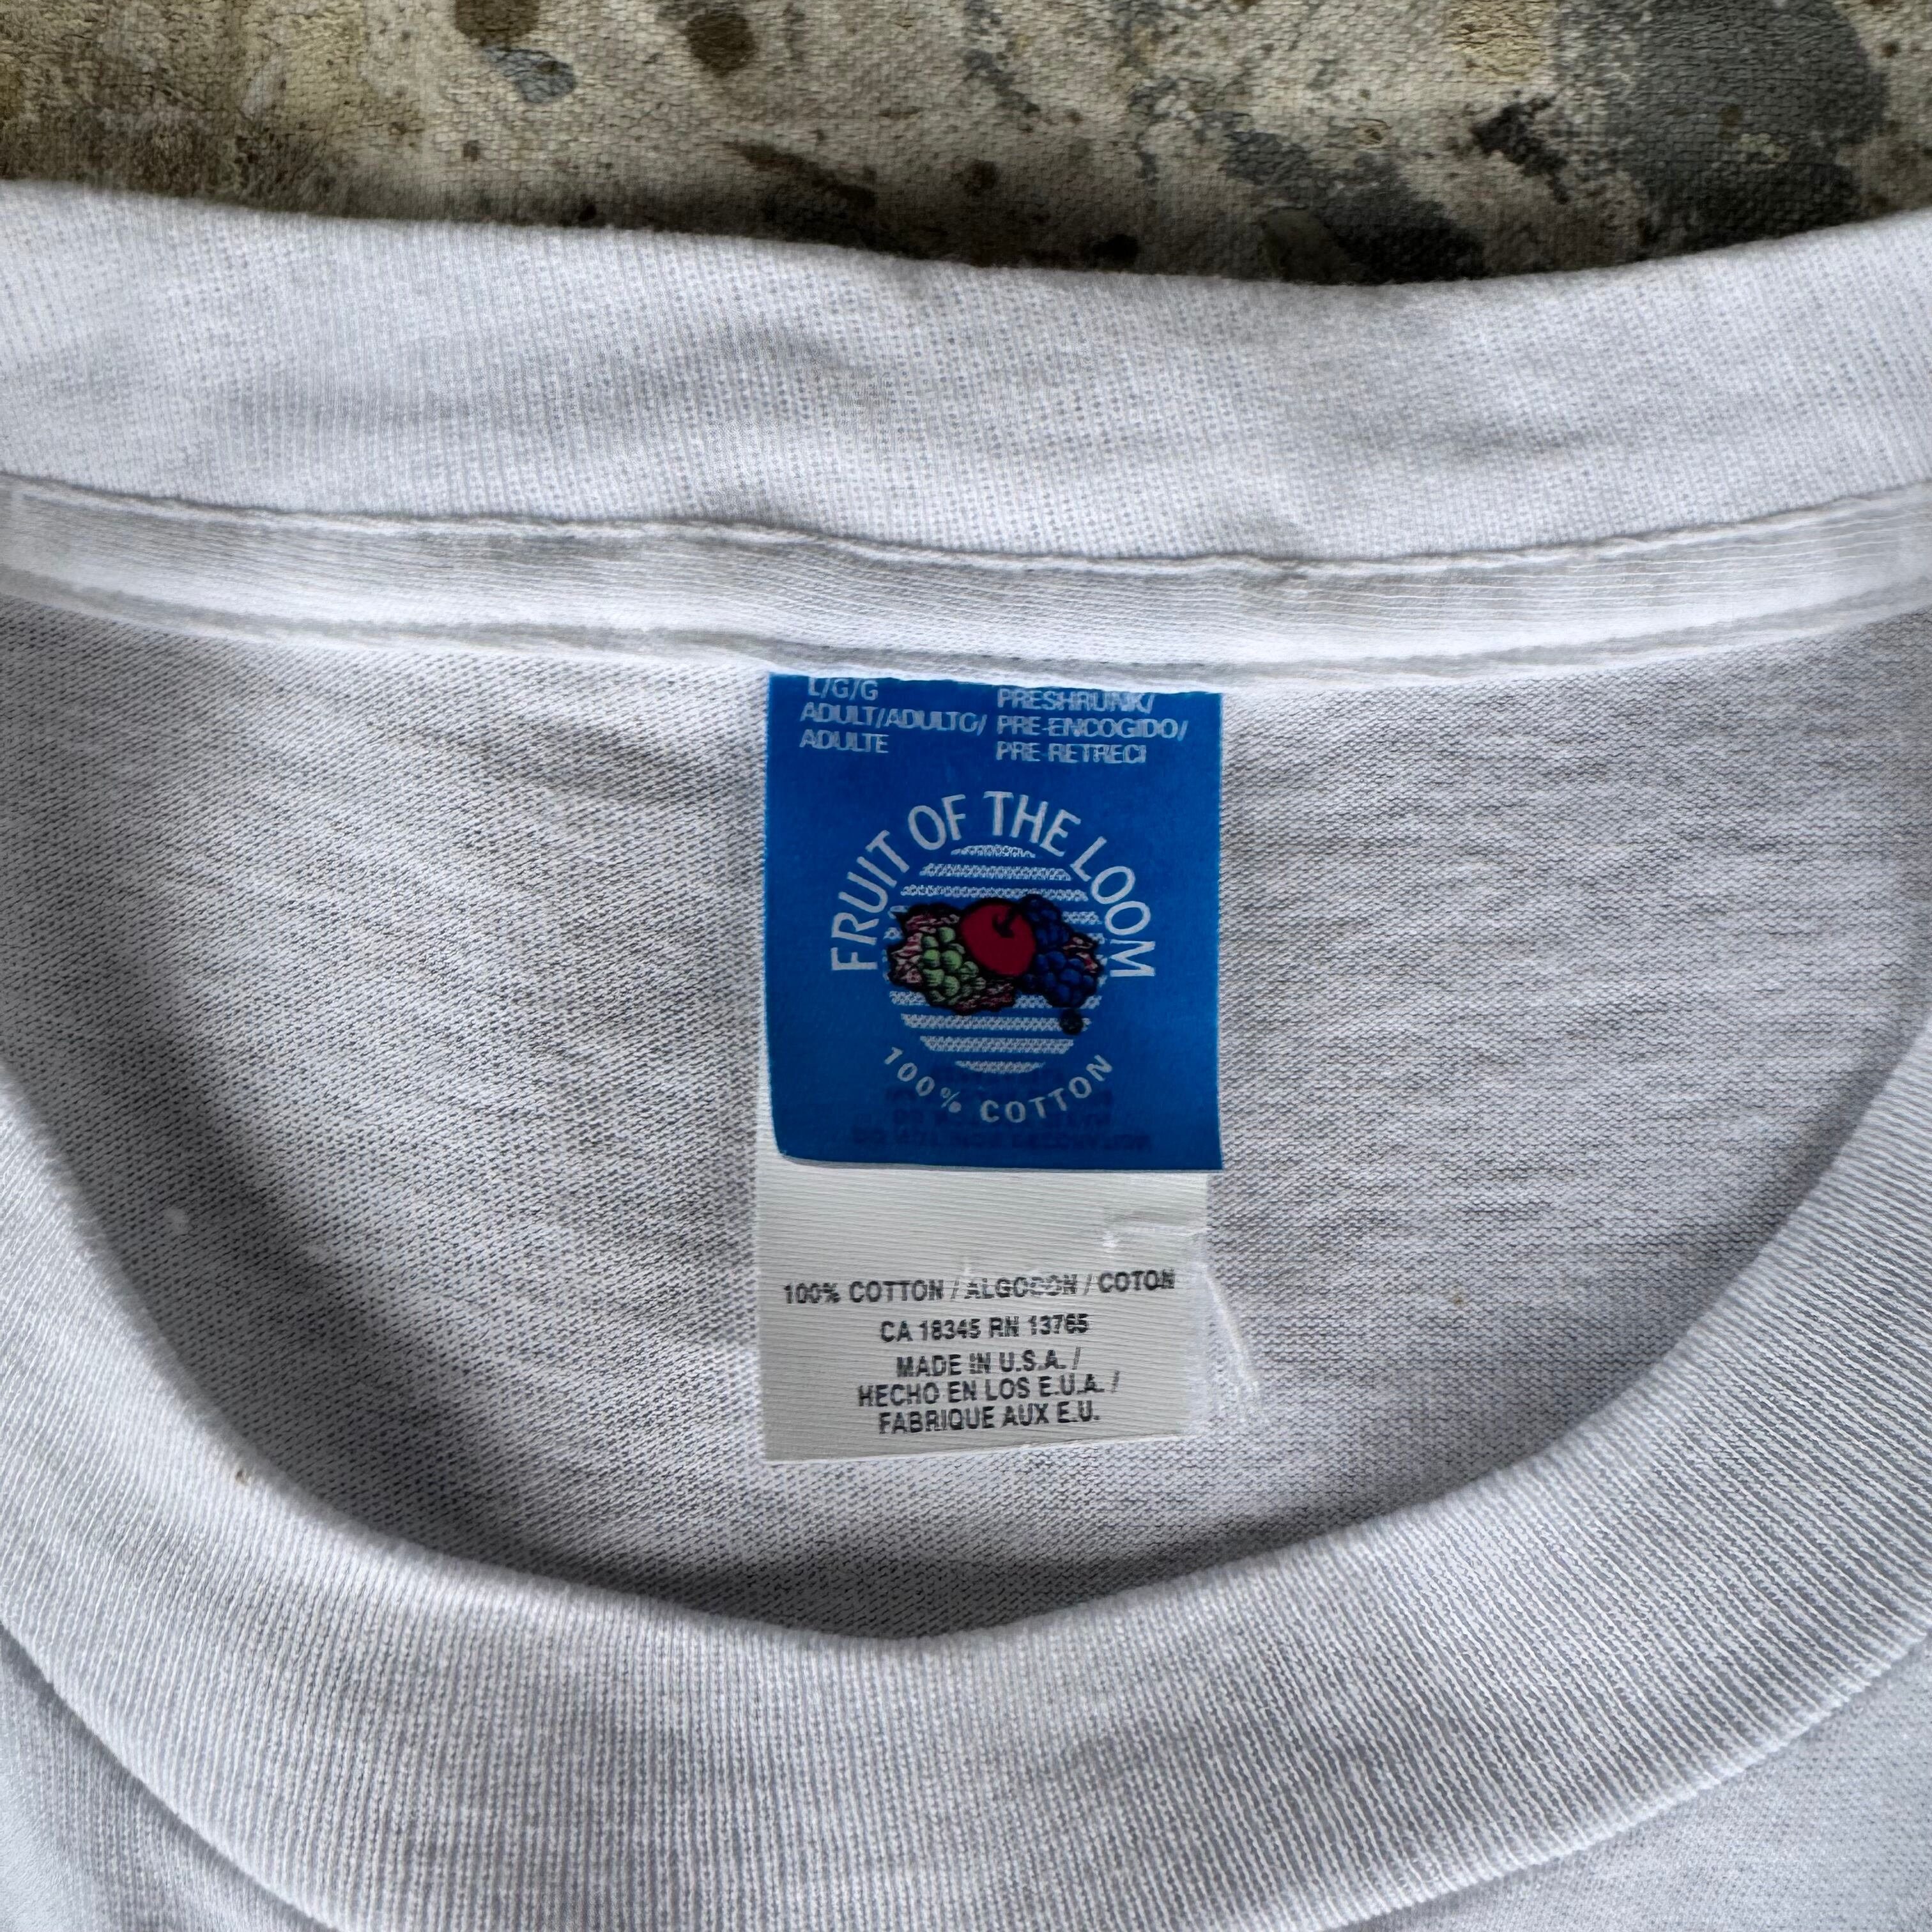 L/G/G
ADULT/ADULTO/
ADULTE
PRESHRUNK/
PRE-ENCOGIDO/
PRE-RETRECI
FRUIT OF THE LOOM
100% COTTON
100% COTTON / ALGODON / COTON
CA 18345 RN 13765
MADE IN U.S.A. /
HECHO EN LOS E.U.A. /
FABRIQUE AUX E.U.